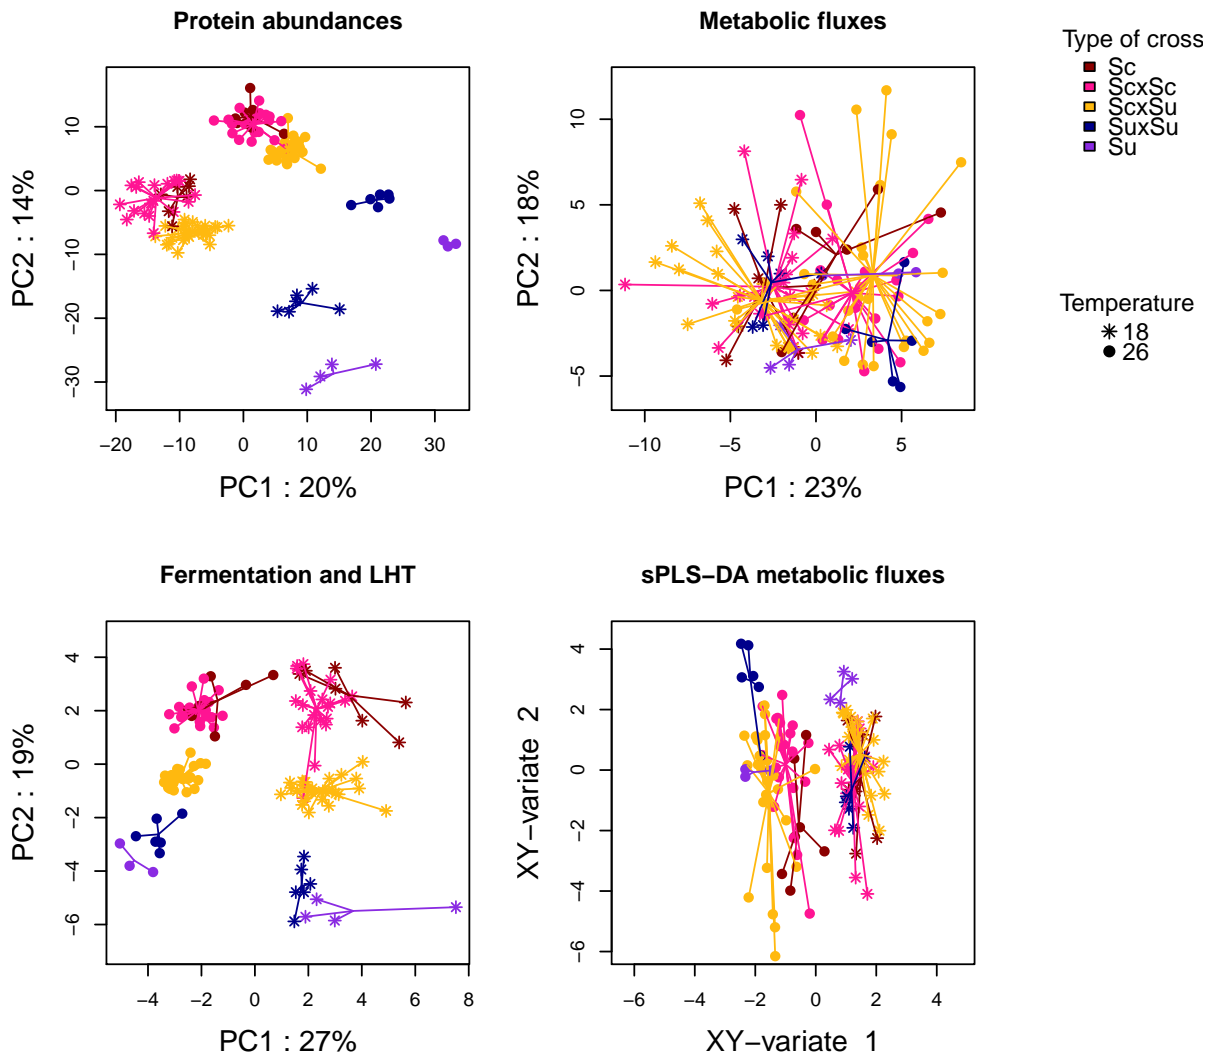 Protein abundances
Metabolic fluxes
Type of cross
Sc
ScxSc
ScxSu
SuxSu
Su
Temperature
18
26
PC2 : 14%
10
0
−10
−20
−30
−20 −10 0 10 20 30
PC1 : 20%
PC2 : 18%
10
5
0
−5
−10 −5 0 5
PC1 : 23%
Fermentation and LHT
sPLS−DA metabolic fluxes
PC2 : 19%
4
2
0
−2
−4
−6
−4 −2 0 2 4 6 8
PC1 : 27%
XY−variate 2
4
2
0
−2
−4
−6
−6 −4 −2 0 2 4
XY−variate 1